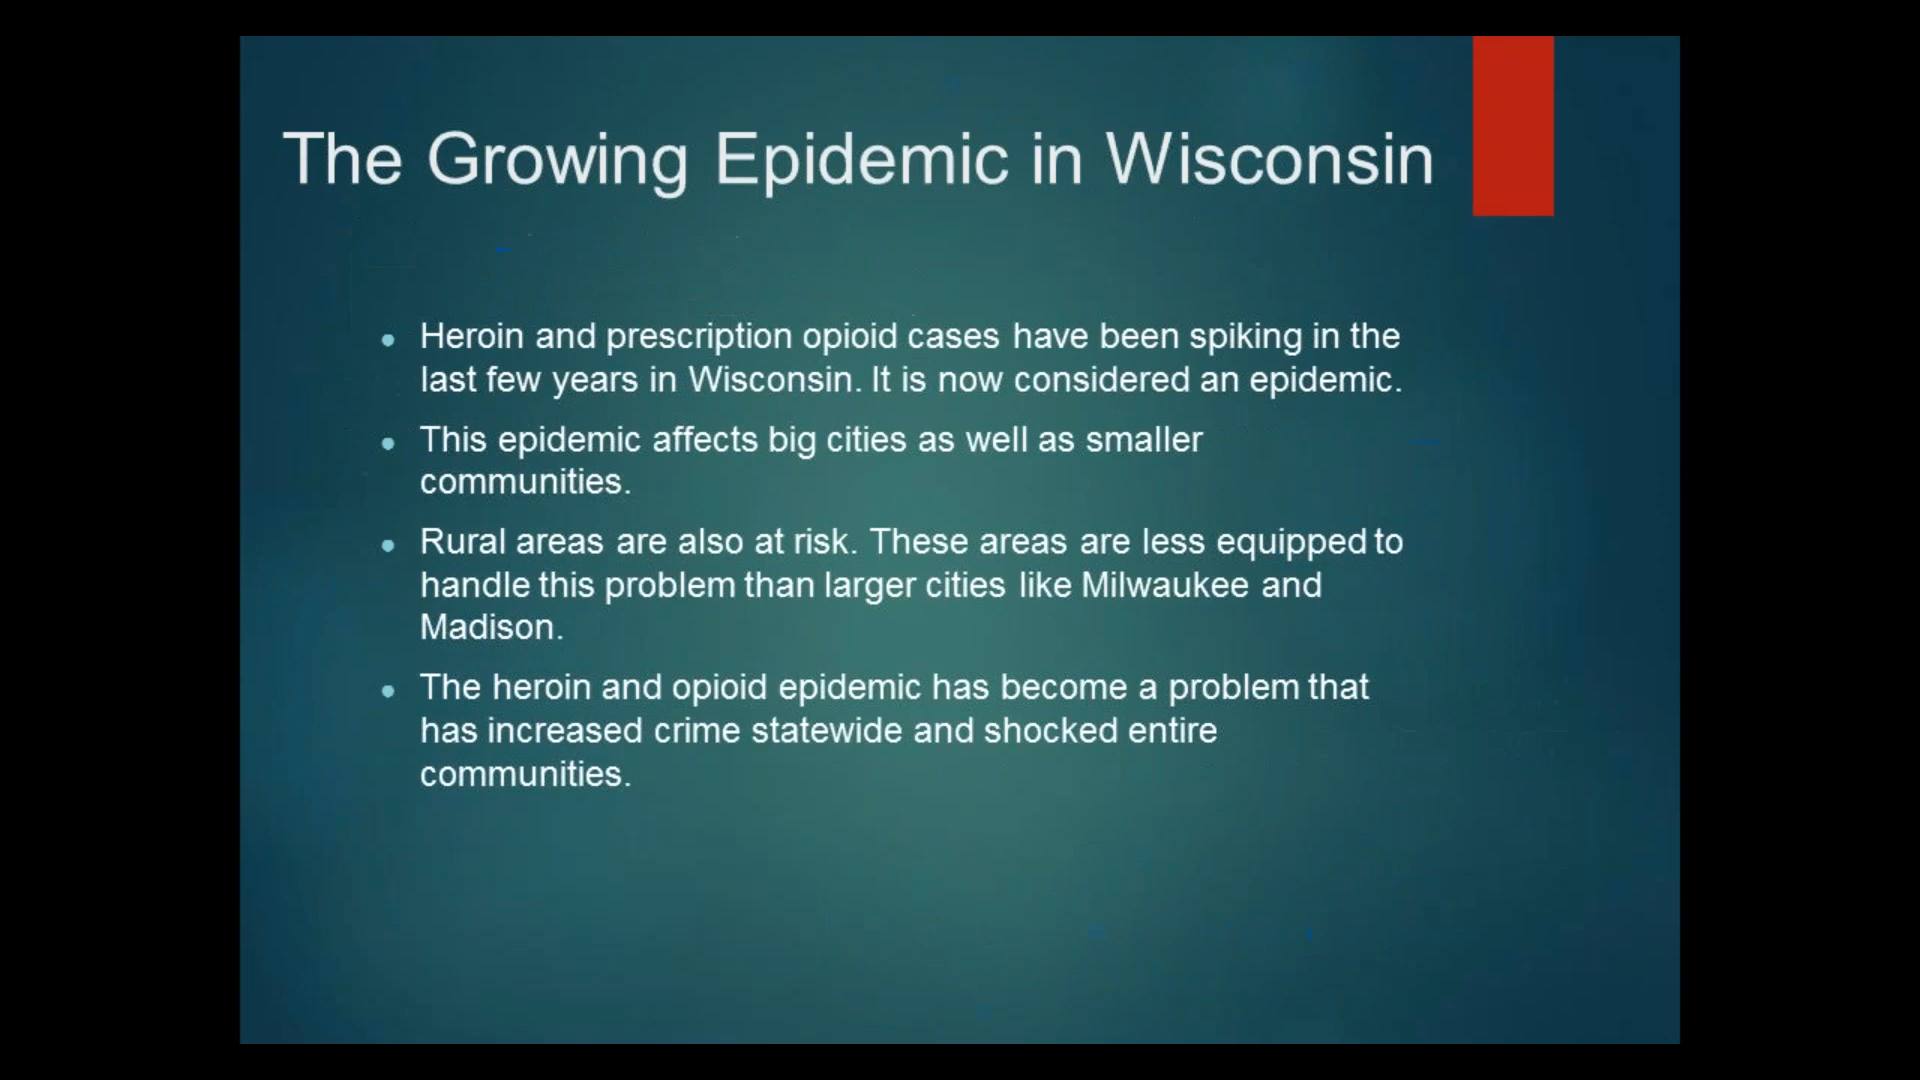 The Growing Epidemic in Wisconsin
Heroin and prescription opioid cases have been spiking in the
last few years in Wisconsin. It is now considered an epidemic.
This epidemic affects big cities as well as smaller
communities.
Rural areas are also at risk. These areas are less equipped to
handle this problem than larger cities like Milwaukee and
Madison.
The heroin and opioid epidemic has become a problem that
has increased crime statewide and shocked entire
communities.